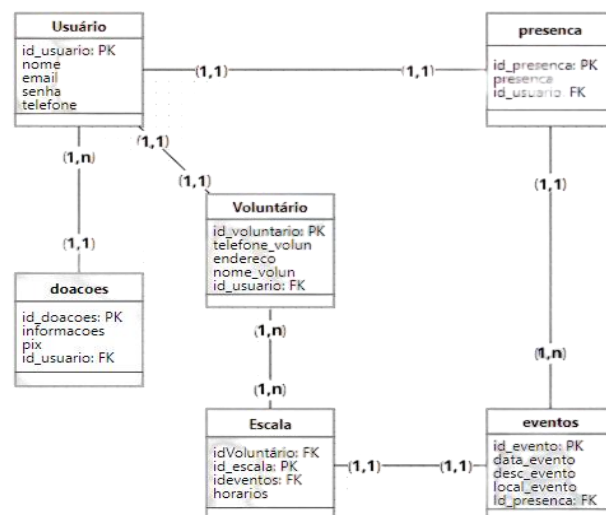 Usuário
id_usuario: PK
nome
email
senha
telefone
presenca
id_presenca: PK
presenca
id_usuario: FK
(1,1)
(1,1)
(1,n)
(1,1)
(1,1)
(1,1)
(1,1)
Voluntário
id_voluntario: PK
telefone_volun
endereco
nome_volun
id_usuario: FK
doacoes
id_doacoes: PK
informacoes
pix
id_usuario: FK
(1,n)
(1,n)
(1,n)
Escala
idVoluntário: FK
id_escala: PK
ideventos: FK
horarios
(1,1)
(1,1)
eventos
id_evento: PK
data_evento
desc_evento
local_evento
Id_presenca: FK